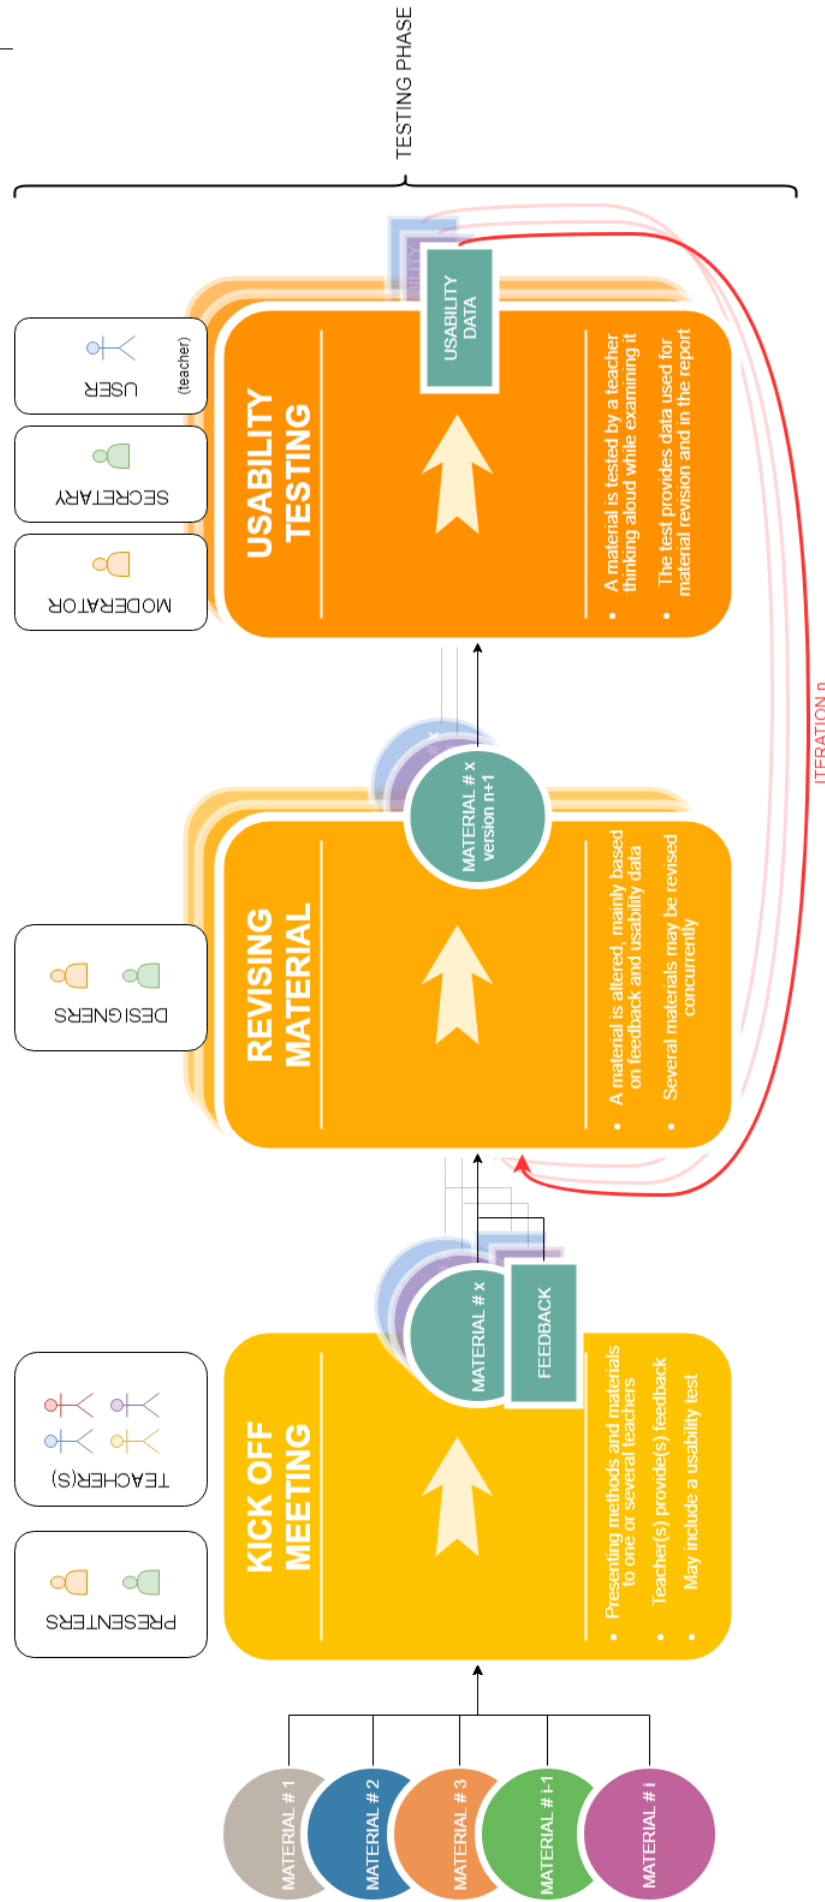 TESTING PHASE
PRESENTERS
TEACHER(S)
DESIGNERS
MODERATOR
SECRETARY
USER
(teacher)
MATERIAL # 1
MATERIAL # 2
MATERIAL # 3
MATERIAL # i-1
MATERIAL # i
KICK OFF
MEETING
MATERIAL # x
FEEDBACK
• Presenting methods and materials
to one or several teachers
• Teacher(s) provide(s) feedback
• May include a usability test
REVISING
MATERIAL
# x
MATERIAL # x
version n+1
• A material is altered, mainly based
on feedback and usability data
• Several materials may be revised
concurrently
USABILITY
TESTING
BILITY
USABILITY
DATA
• A material is tested by a teacher
thinking aloud while examining it
• The test provides data used for
material revision and in the report
ITERATION n